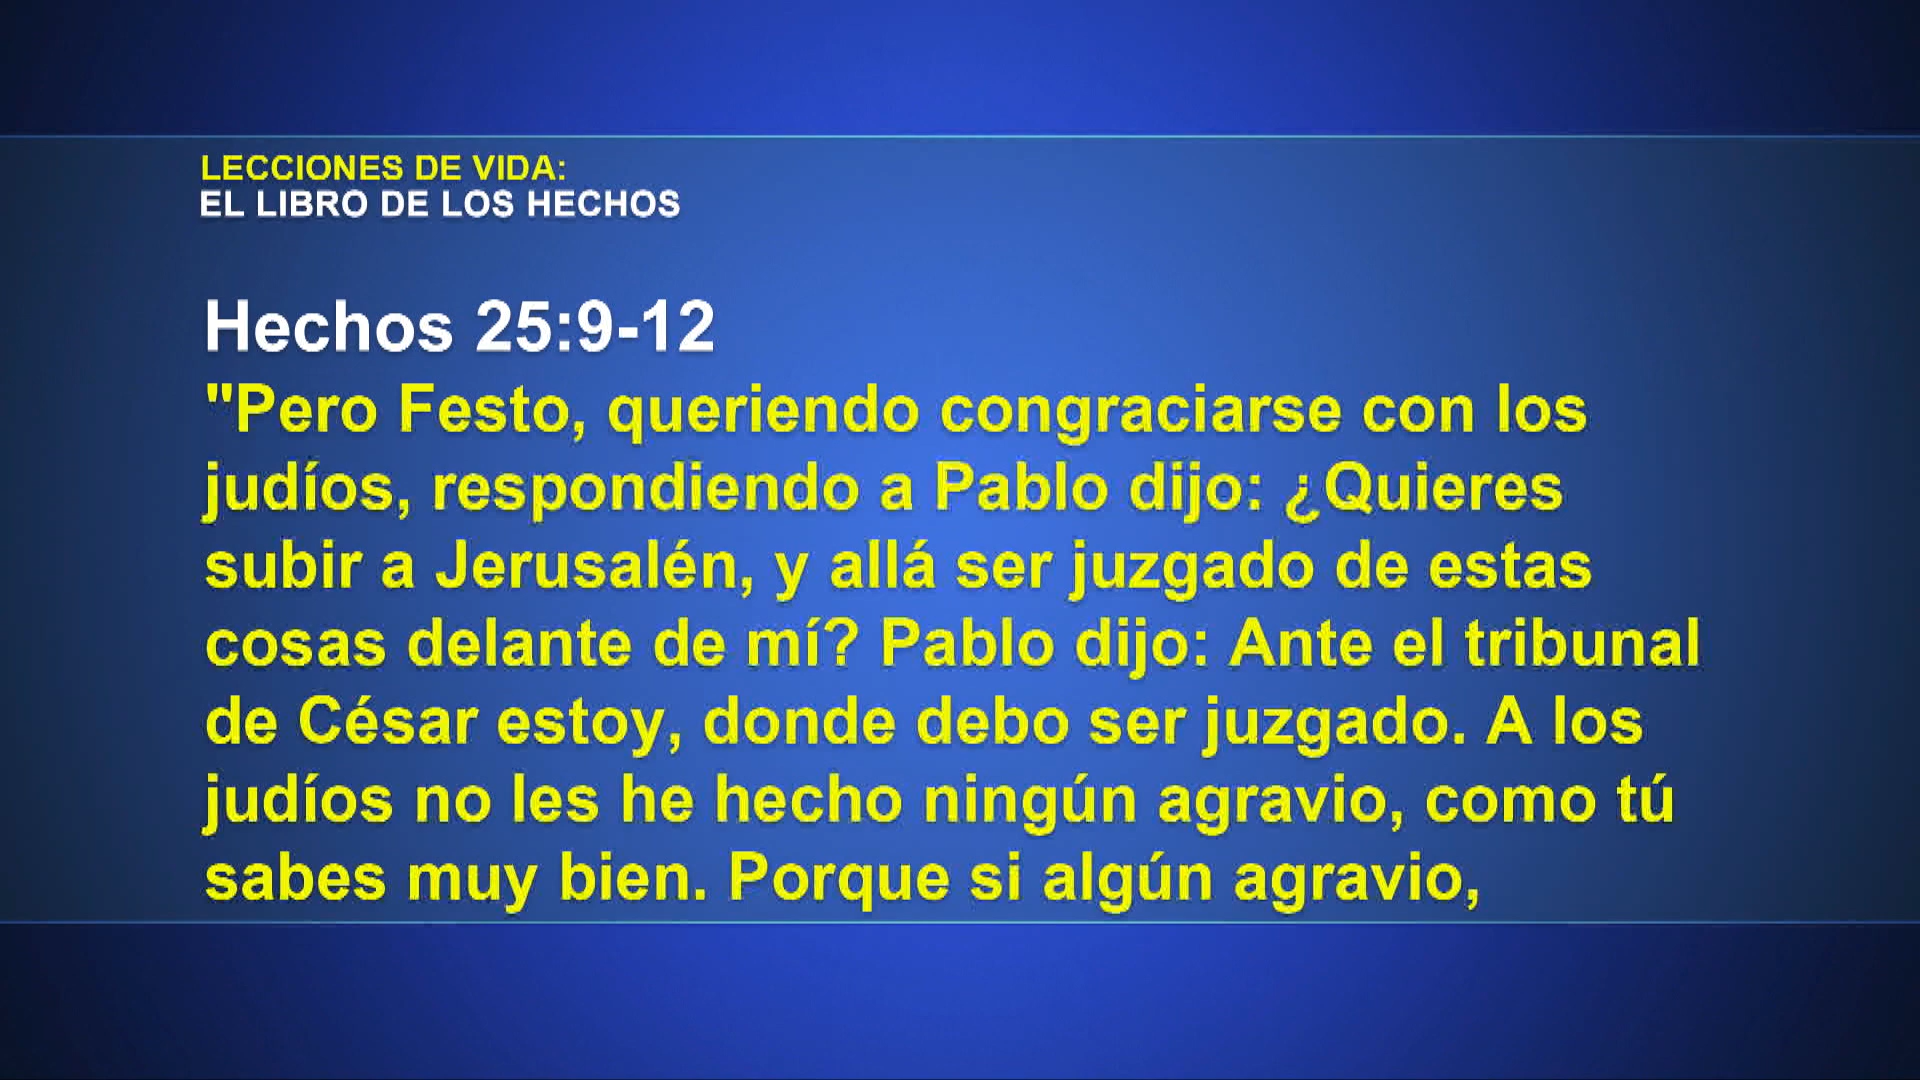 LECCIONES DE VIDA:
EL LIBRO DE LOS HECHOS
Hechos 25:9-12
"Pero Festo, queriendo congraciarse con los
judíos, respondiendo a Pablo dijo: ¿Quieres
subir a Jerusalén, y allá ser juzgado de estas
cosas delante de mí? Pablo dijo: Ante el tribunal
de César estoy, donde debo ser juzgado. A los
judíos no les he hecho ningún agravio, como tú
sabes muy bien. Porque si algún agravio,